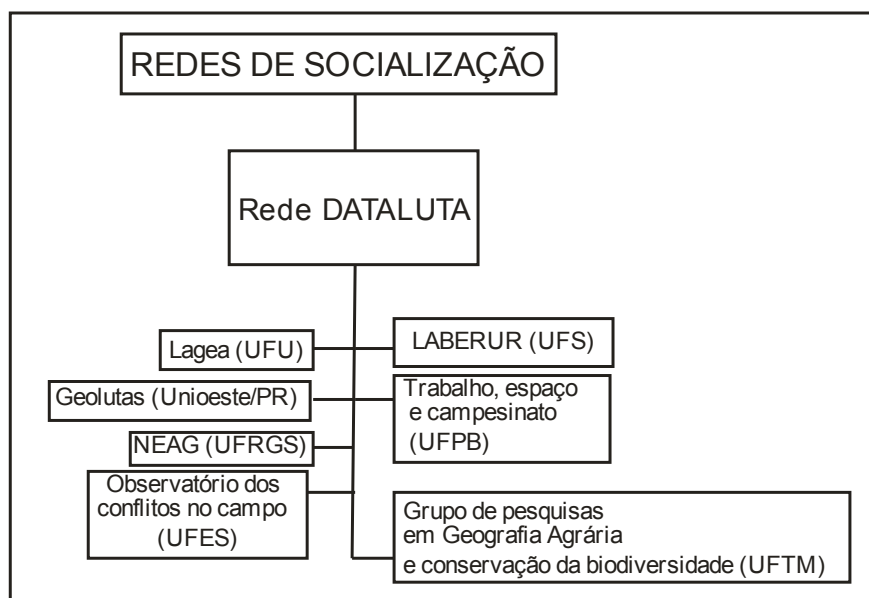 REDES DE SOCIALIZAÇÃO
Rede DATALUTA
Lagea (UFU)
LABERUR (UFS)
Geolutas (Unioeste/PR)
Trabalho, espaço
e campesinato
(UFPB)
NEAG (UFRGS)
Observatório dos
conflitos no campo
(UFES)
Grupo de pesquisas
em Geografia Agrária
e conservação da biodiversidade (UFTM)